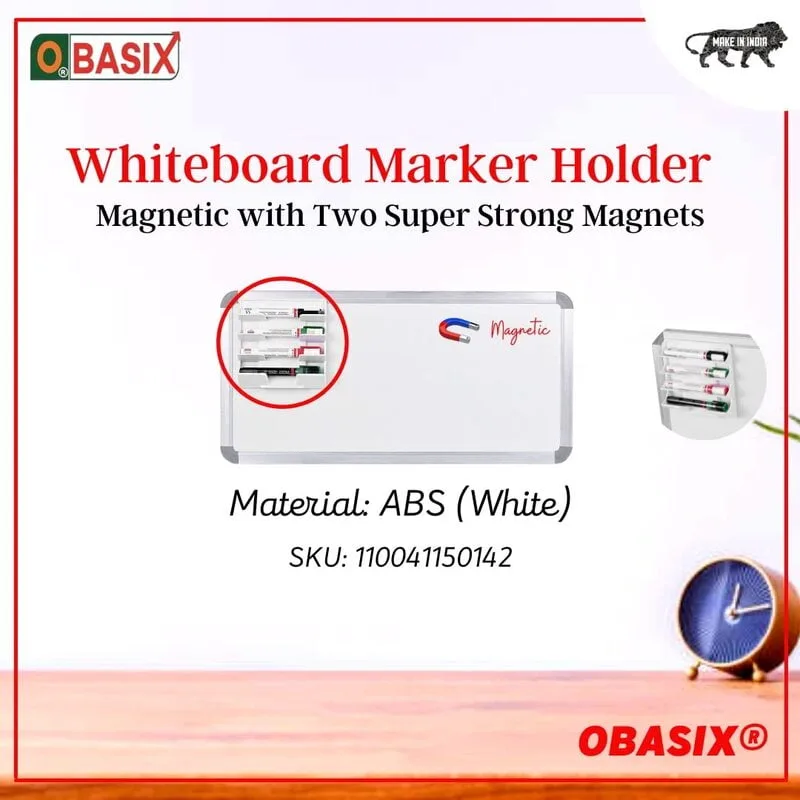 OBASIX
®
MAKE IN INDIA
Whiteboard Marker Holder
Magnetic with Two Super Strong Magnets
Magnetic
Material: ABS (White)
SKU: 110041150142
OBASIX®